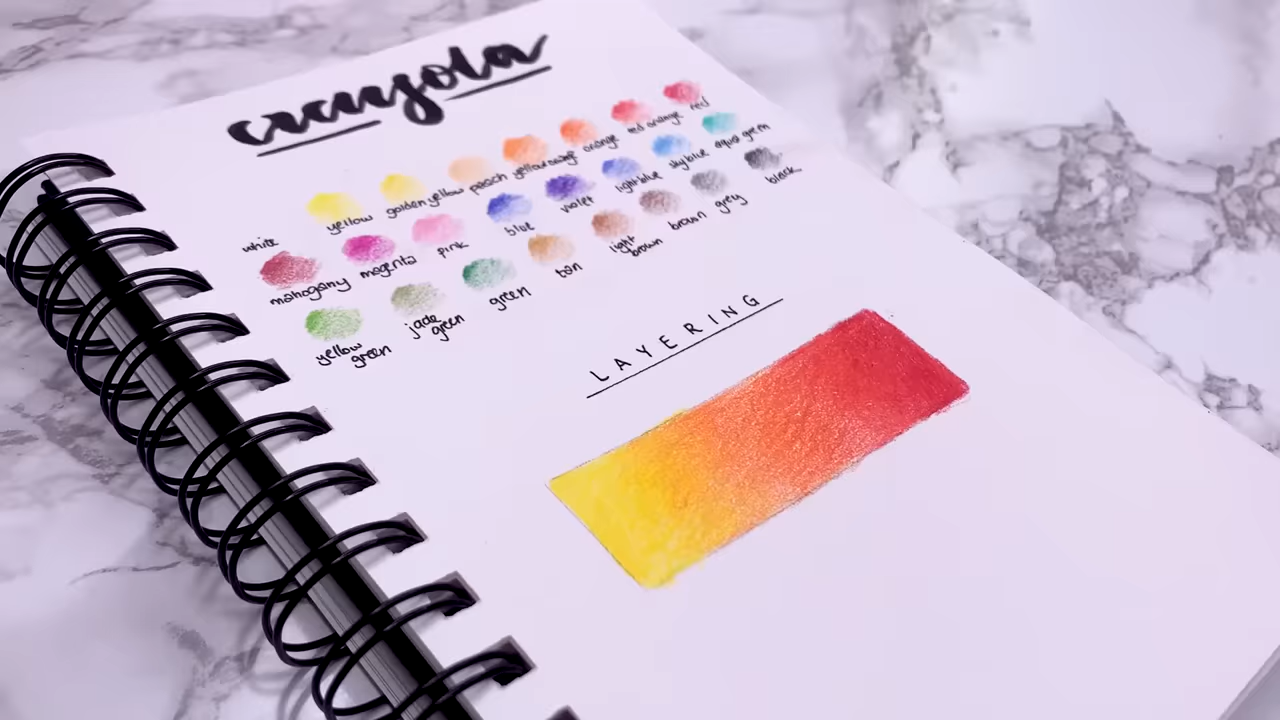 crayola
white yellow golden yellow peach yellow orange orange red orange red
mahogany magenta pink blue violet light blue sky blue aqua green
yellow green jade green green tan light brown brown grey black
LAYERING